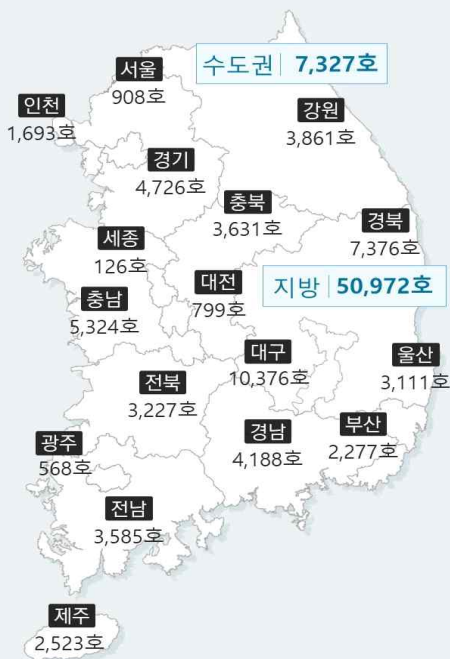 서울
908호
수도권 7,327호
인천
1,693호
강원
3,861호
경기
4,726호
충북
3,631호
경북
7,376호
세종
126호
대전
799호
지방 50,972호
충남
5,324호
대구
10,376호
울산
3,111호
전북
3,227호
경남
4,188호
부산
2,277호
광주
568호
전남
3,585호
제주
2,523호